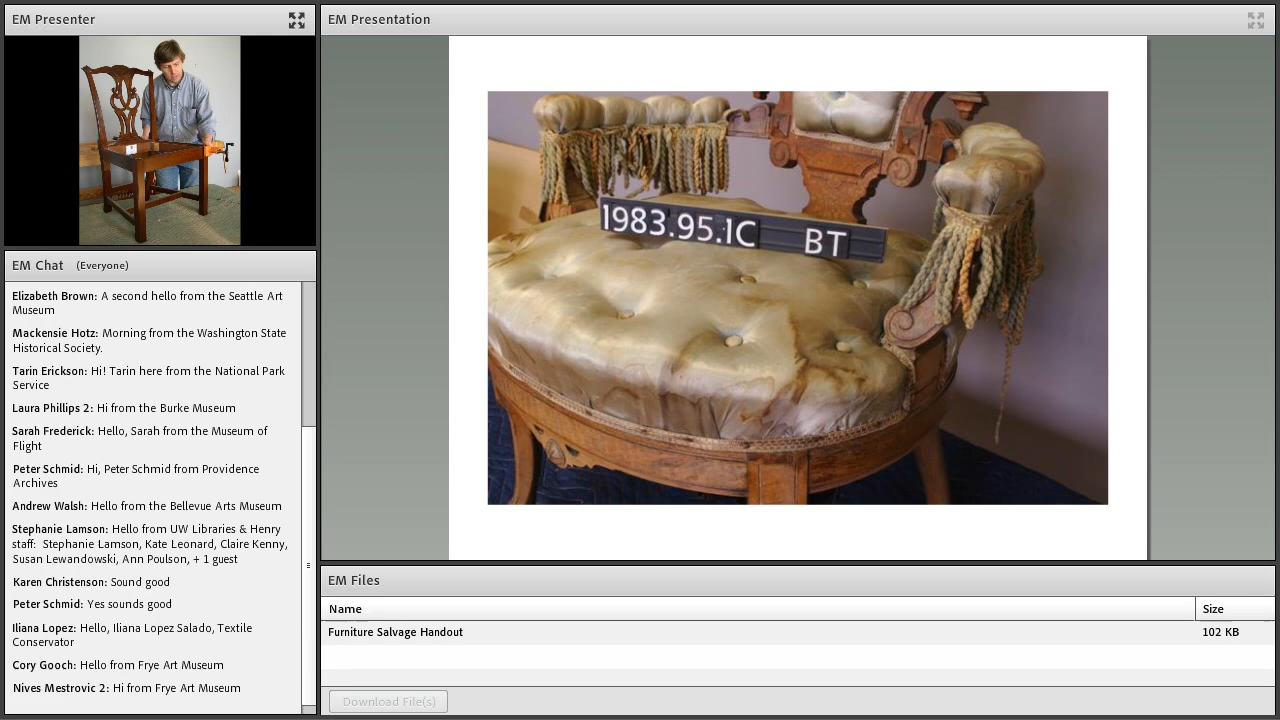 EM Presenter
EM Presentation
1983.95.1C BT
EM Chat (Everyone)
Elizabeth Brown: A second hello from the Seattle Art
Museum
Mackensie Hotz: Morning from the Washington State
Historical Society.
Tarin Erickson: Hi! Tarin here from the National Park
Service
Laura Phillips 2: Hi from the Burke Museum
Sarah Frederick: Hello, Sarah from the Museum of
Flight
Peter Schmid: Hi, Peter Schmid from Providence
Archives
Andrew Walsh: Hello from the Bellevue Arts Museum
Stephanie Lamson: Hello from UW Libraries & Henry
staff: Stephanie Lamson, Kate Leonard, Claire Kenny,
Susan Lewandowski, Ann Poulson, + 1 guest
Karen Christenson: Sound good
Peter Schmid: Yes sounds good
Iliana Lopez: Hello, Iliana Lopez Salado, Textile
Conservator
Cory Gooch: Hello from Frye Art Museum
Nives Mestrovic 2: Hi from Frye Art Museum
EM Files
Name Size
Furniture Salvage Handout 102 KB
Download File(s)